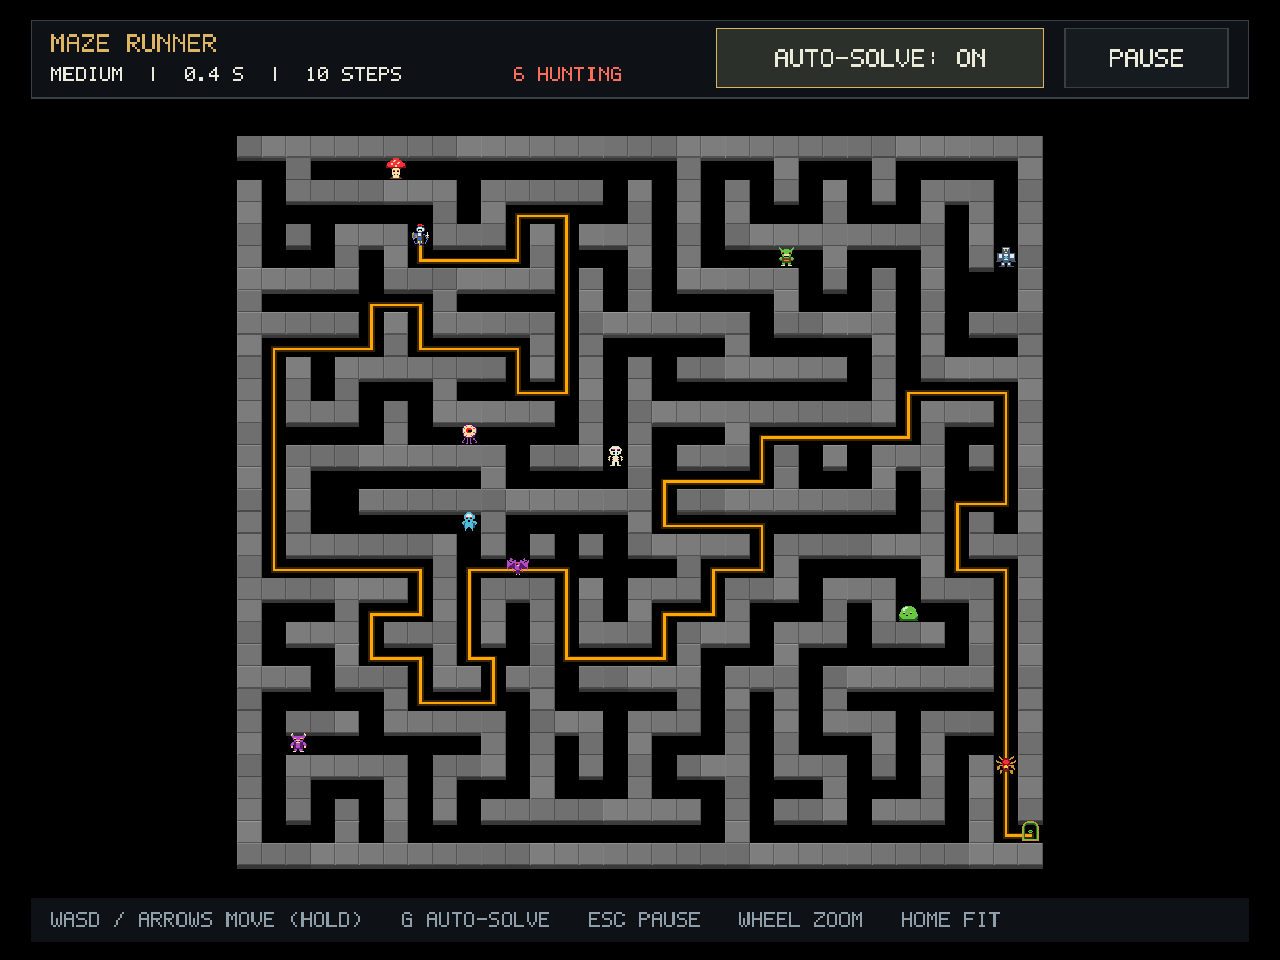 MAZE RUNNER
MEDIUM | 0.4 S | 10 STEPS
6 HUNTING
AUTO-SOLVE: ON
PAUSE
WASD / ARROWS MOVE (HOLD) G AUTO-SOLVE ESC PAUSE WHEEL ZOOM HOME FIT